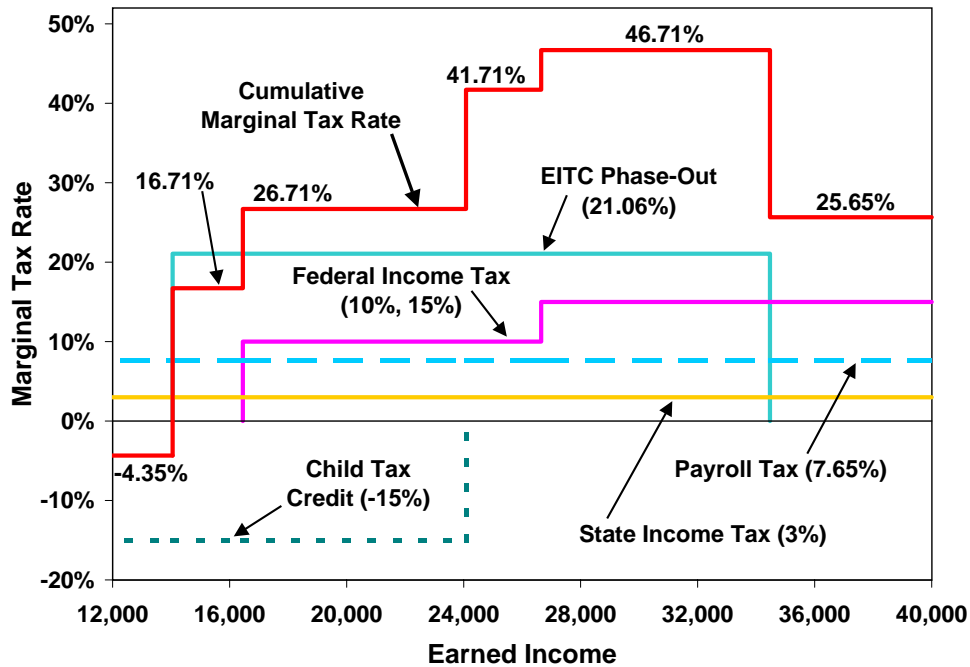 50%
40%
30%
20%
10%
0%
-10%
-20%
Marginal Tax Rate
46.71%
41.71%
Cumulative
Marginal Tax Rate
16.71%
26.71%
EITC Phase-Out
(21.06%)
25.65%
Federal Income Tax
(10%, 15%)
-4.35%
Child Tax
Credit (-15%)
Payroll Tax (7.65%)
State Income Tax (3%)
12,000
16,000
20,000
24,000
28,000
32,000
36,000
40,000
Earned Income